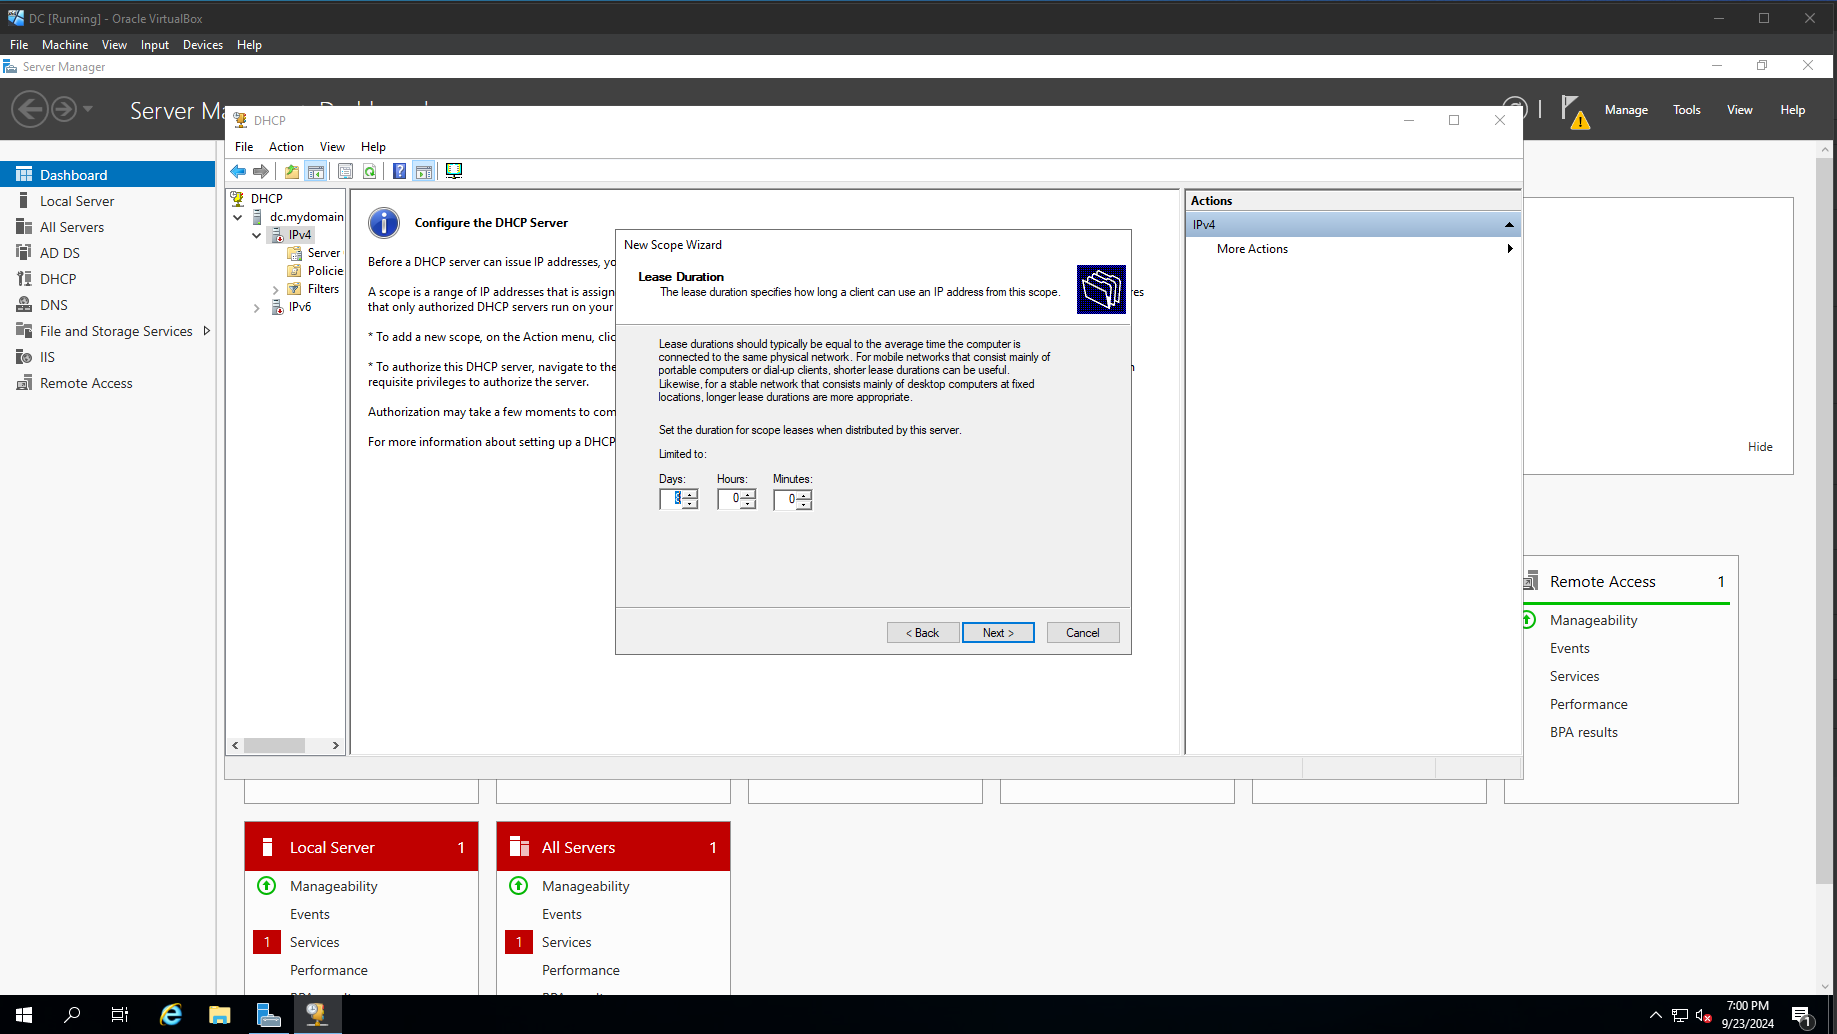 DC [Running] - Oracle VirtualBox
File Machine View Input Devices Help
Server Manager
Manage Tools View Help
DHCP
File Action View Help
Dashboard
Local Server
All Servers
AD DS
DHCP
DNS
File and Storage Services
IIS
Remote Access
DHCP
dc.mydomain
IPv4
Server
Policie
Filters
IPv6
Configure the DHCP Server
Before a DHCP server can issue IP addresses, yo
A scope is a range of IP addresses that is assign
that only authorized DHCP servers run on your
* To add a new scope, on the Action menu, clic
* To authorize this DHCP server, navigate to the
requisite privileges to authorize the server.
Authorization may take a few moments to com
For more information about setting up a DHCP
New Scope Wizard
Lease Duration
The lease duration specifies how long a client can use an IP address from this scope.
Lease durations should typically be equal to the average time the computer is
connected to the same physical network. For mobile networks that consist mainly of
portable computers or dial-up clients, shorter lease durations can be useful.
Likewise, for a stable network that consists mainly of desktop computers at fixed
locations, longer lease durations are more appropriate.
Set the duration for scope leases when distributed by this server.
Limited to:
Days: Hours: Minutes:
0 0
< Back Next > Cancel
Actions
IPv4
More Actions
Hide
Remote Access 1
Manageability
Events
Services
Performance
BPA results
Local Server 1
Manageability
Events
1 Services
Performance
All Servers 1
Manageability
Events
1 Services
Performance
7:00 PM
9/23/2024
1